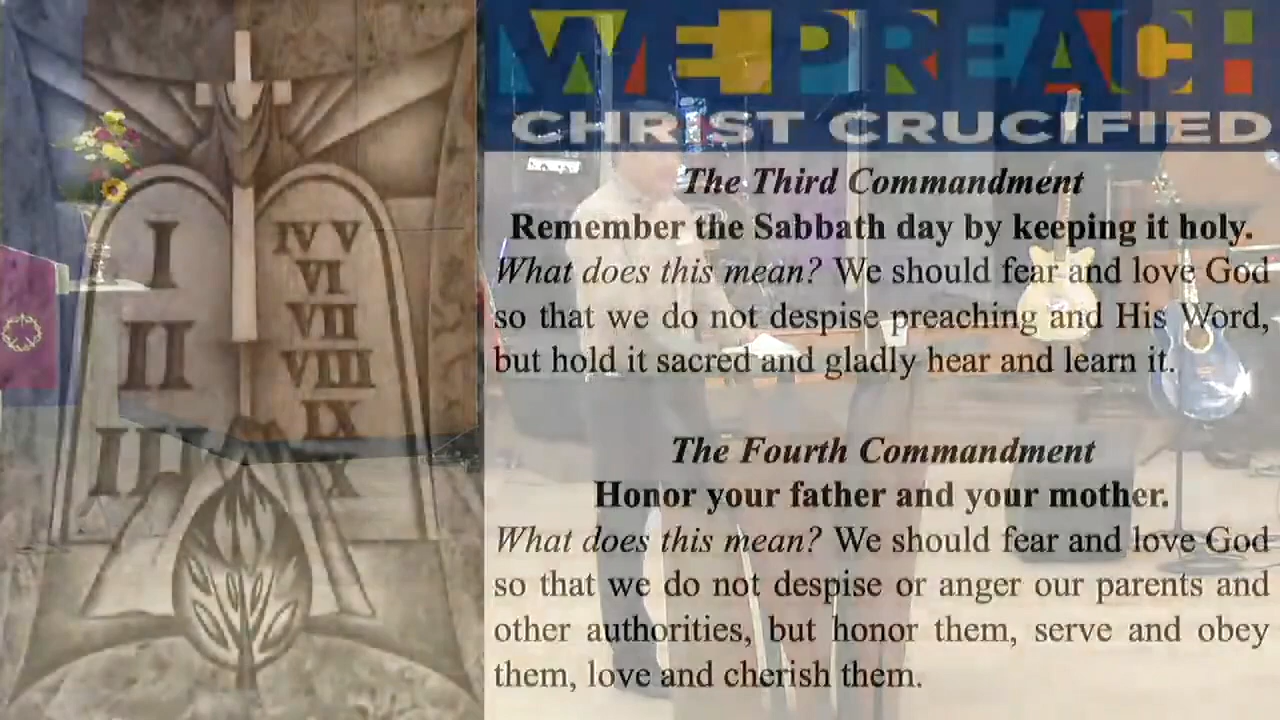 I
II
III
IV V
VI
VII
VIII
IX
X
WE PREACH
CHRIST CRUCIFIED
The Third Commandment
Remember the Sabbath day by keeping it holy.
What does this mean? We should fear and love God
so that we do not despise preaching and His Word,
but hold it sacred and gladly hear and learn it.
The Fourth Commandment
Honor your father and your mother.
What does this mean? We should fear and love God
so that we do not despise or anger our parents and
other authorities, but honor them, serve and obey
them, love and cherish them.